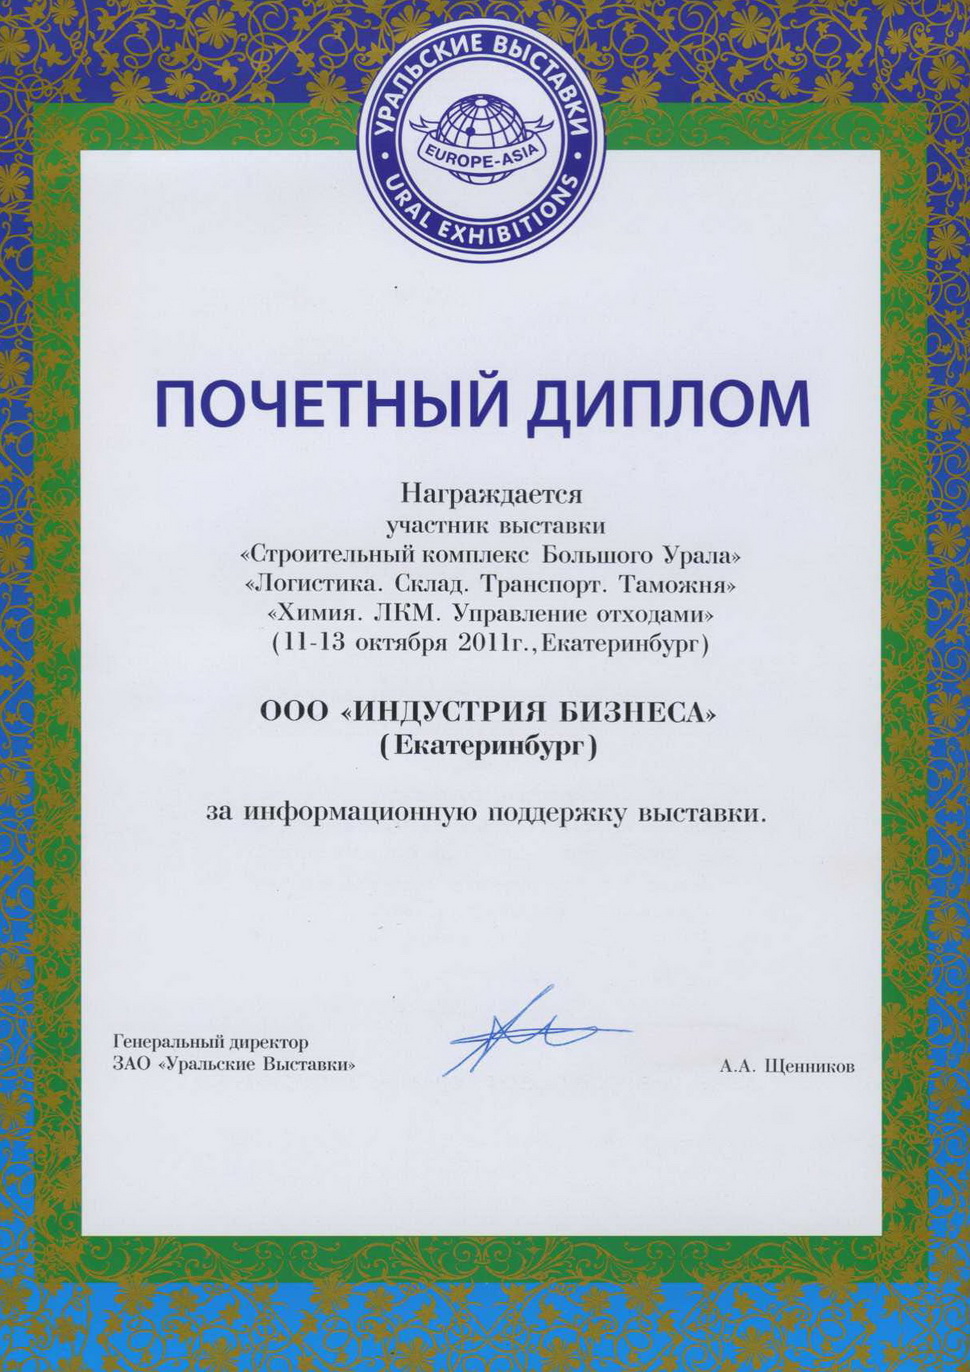 УРАЛЬСКИЕ ВЫСТАВКИ
EUROPE-ASIA
URAL EXHIBITIONS
ПОЧЕТНЫЙ ДИПЛОМ
Награждается
участник выставки
«Строительный комплекс Большого Урала»
«Логистика. Склад. Транспорт. Таможня»
«Химия. ЛКМ. Управление отходами»
(11-13 октября 2011г.,Екатеринбург)
ООО «ИНДУСТРИЯ БИЗНЕСА»
(Екатеринбург)
за информационную поддержку выставки.
Генеральный директор
ЗАО «Уральские Выставки»
А.А. Щенников